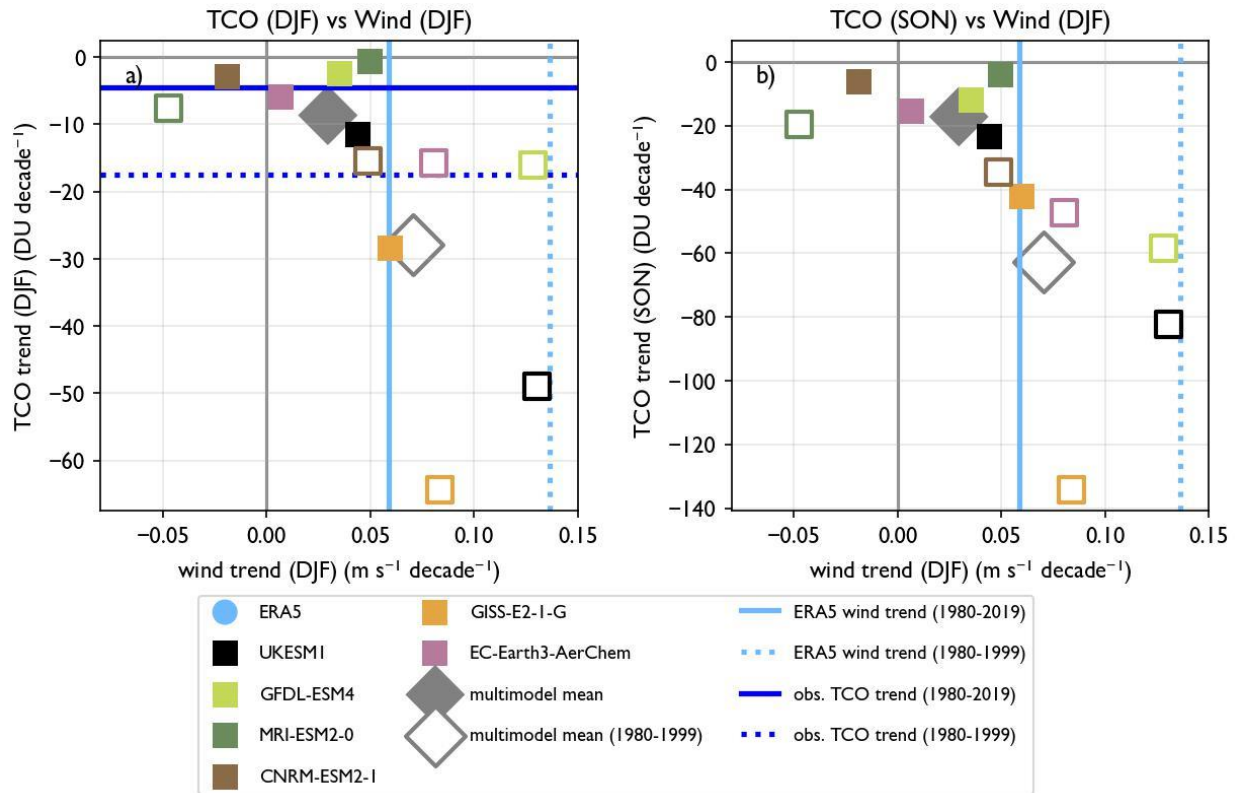 TCO (DJF) vs Wind (DJF)
a)
0
−10
−20
−30
−40
−50
−60
TCO trend (DJF) (DU decade⁻¹)
−0.05 0.00 0.05 0.10 0.15
wind trend (DJF) (m s⁻¹ decade⁻¹)
TCO (SON) vs Wind (DJF)
b)
0
−20
−40
−60
−80
−100
−120
−140
TCO trend (SON) (DU decade⁻¹)
−0.05 0.00 0.05 0.10 0.15
wind trend (DJF) (m s⁻¹ decade⁻¹)
ERA5
UKESM1
GFDL-ESM4
MRI-ESM2-0
CNRM-ESM2-1
GISS-E2-1-G
EC-Earth3-AerChem
multimodel mean
multimodel mean (1980-1999)
ERA5 wind trend (1980-2019)
ERA5 wind trend (1980-1999)
obs. TCO trend (1980-2019)
obs. TCO trend (1980-1999)